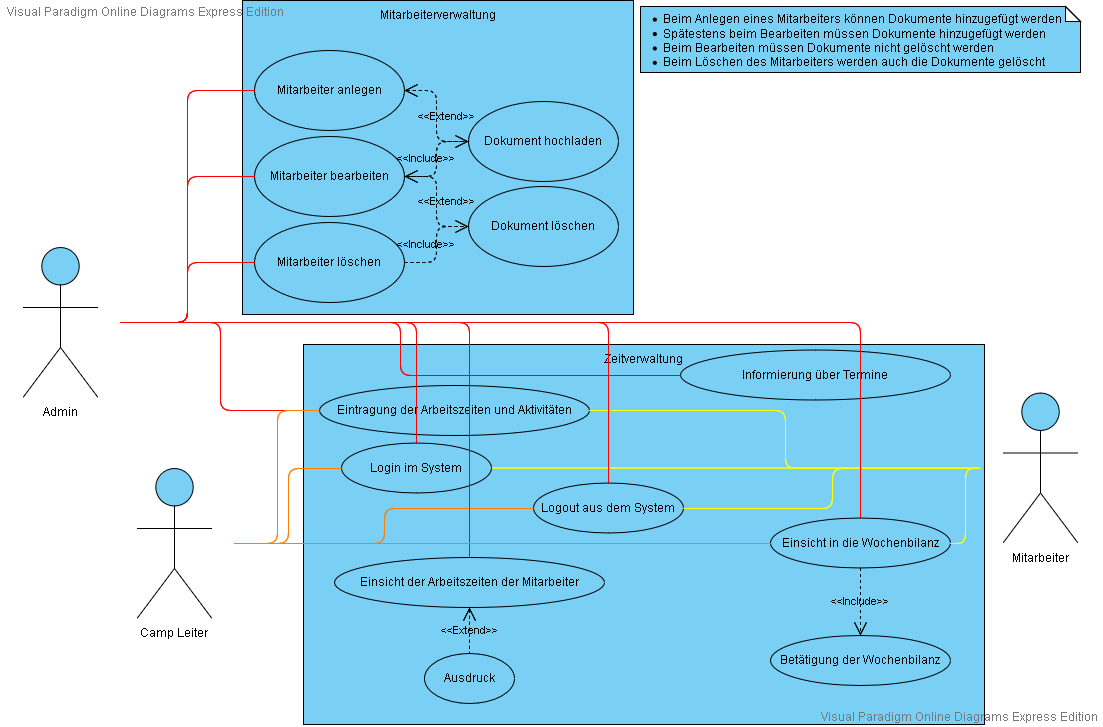 Visual Paradigm Online Diagrams Express Edition
Mitarbeiterverwaltung
Beim Anlegen eines Mitarbeiters können Dokumente hinzugefügt werden
Spätestens beim Bearbeiten müssen Dokumente hinzugefügt werden
Beim Bearbeiten müssen Dokumente nicht gelöscht werden
Beim Löschen des Mitarbeiters werden auch die Dokumente gelöscht
Mitarbeiter anlegen
<<Extend>>
Dokument hochladen
<<Include>>
Mitarbeiter bearbeiten
<<Extend>>
Dokument löschen
<<Include>>
Mitarbeiter löschen
Admin
Zeitverwaltung
Informierung über Termine
Eintragung der Arbeitszeiten und Aktivitäten
Login im System
Logout aus dem System
Einsicht in die Wochenbilanz
Mitarbeiter
Einsicht der Arbeitszeiten der Mitarbeiter
<<Include>>
<<Extend>>
Camp Leiter
Betätigung der Wochenbilanz
Ausdruck
Visual Paradigm Online Diagrams Express Edition